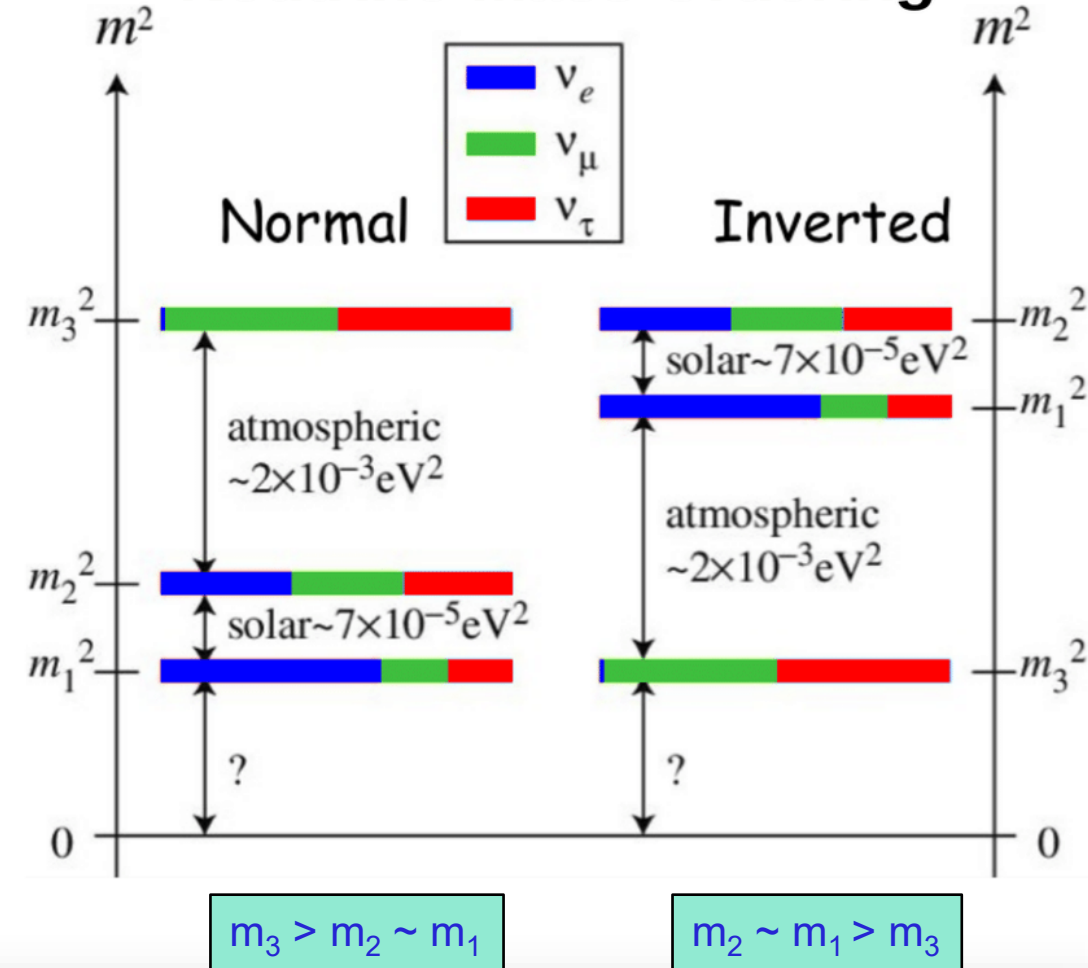 m²
m²
νe
νμ
ντ
Normal
Inverted
m₃²
m₂²
solar~7×10⁻⁵eV²
m₁²
atmospheric
~2×10⁻³eV²
atmospheric
~2×10⁻³eV²
m₂²
solar~7×10⁻⁵eV²
m₁²
m₃²
?
?
0
0
m₃ > m₂ ~ m₁
m₂ ~ m₁ > m₃